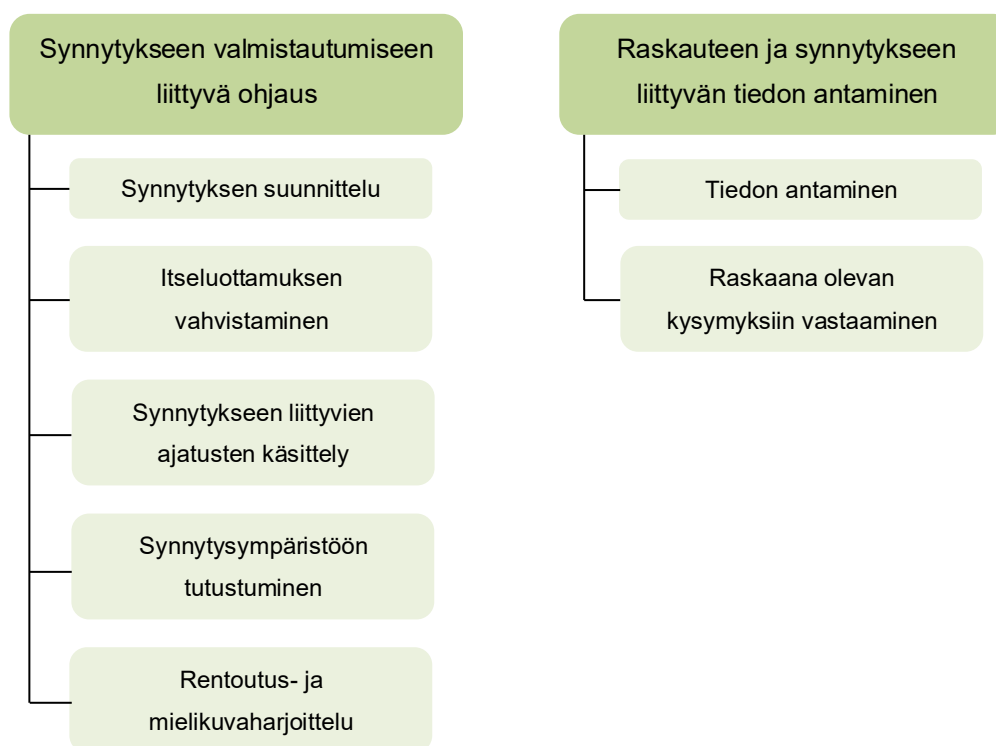 Synnytykseen valmistautumiseen
liittyvä ohjaus
Synnytyksen suunnittelu
Itseluottamuksen
vahvistaminen
Synnytykseen liittyvien
ajatusten käsittely
Synnytysympäristöön
tutustuminen
Rentoutus- ja
mielikuvaharjoittelu
Raskauteen ja synnytykseen
liittyvän tiedon antaminen
Tiedon antaminen
Raskaana olevan
kysymyksiin vastaaminen